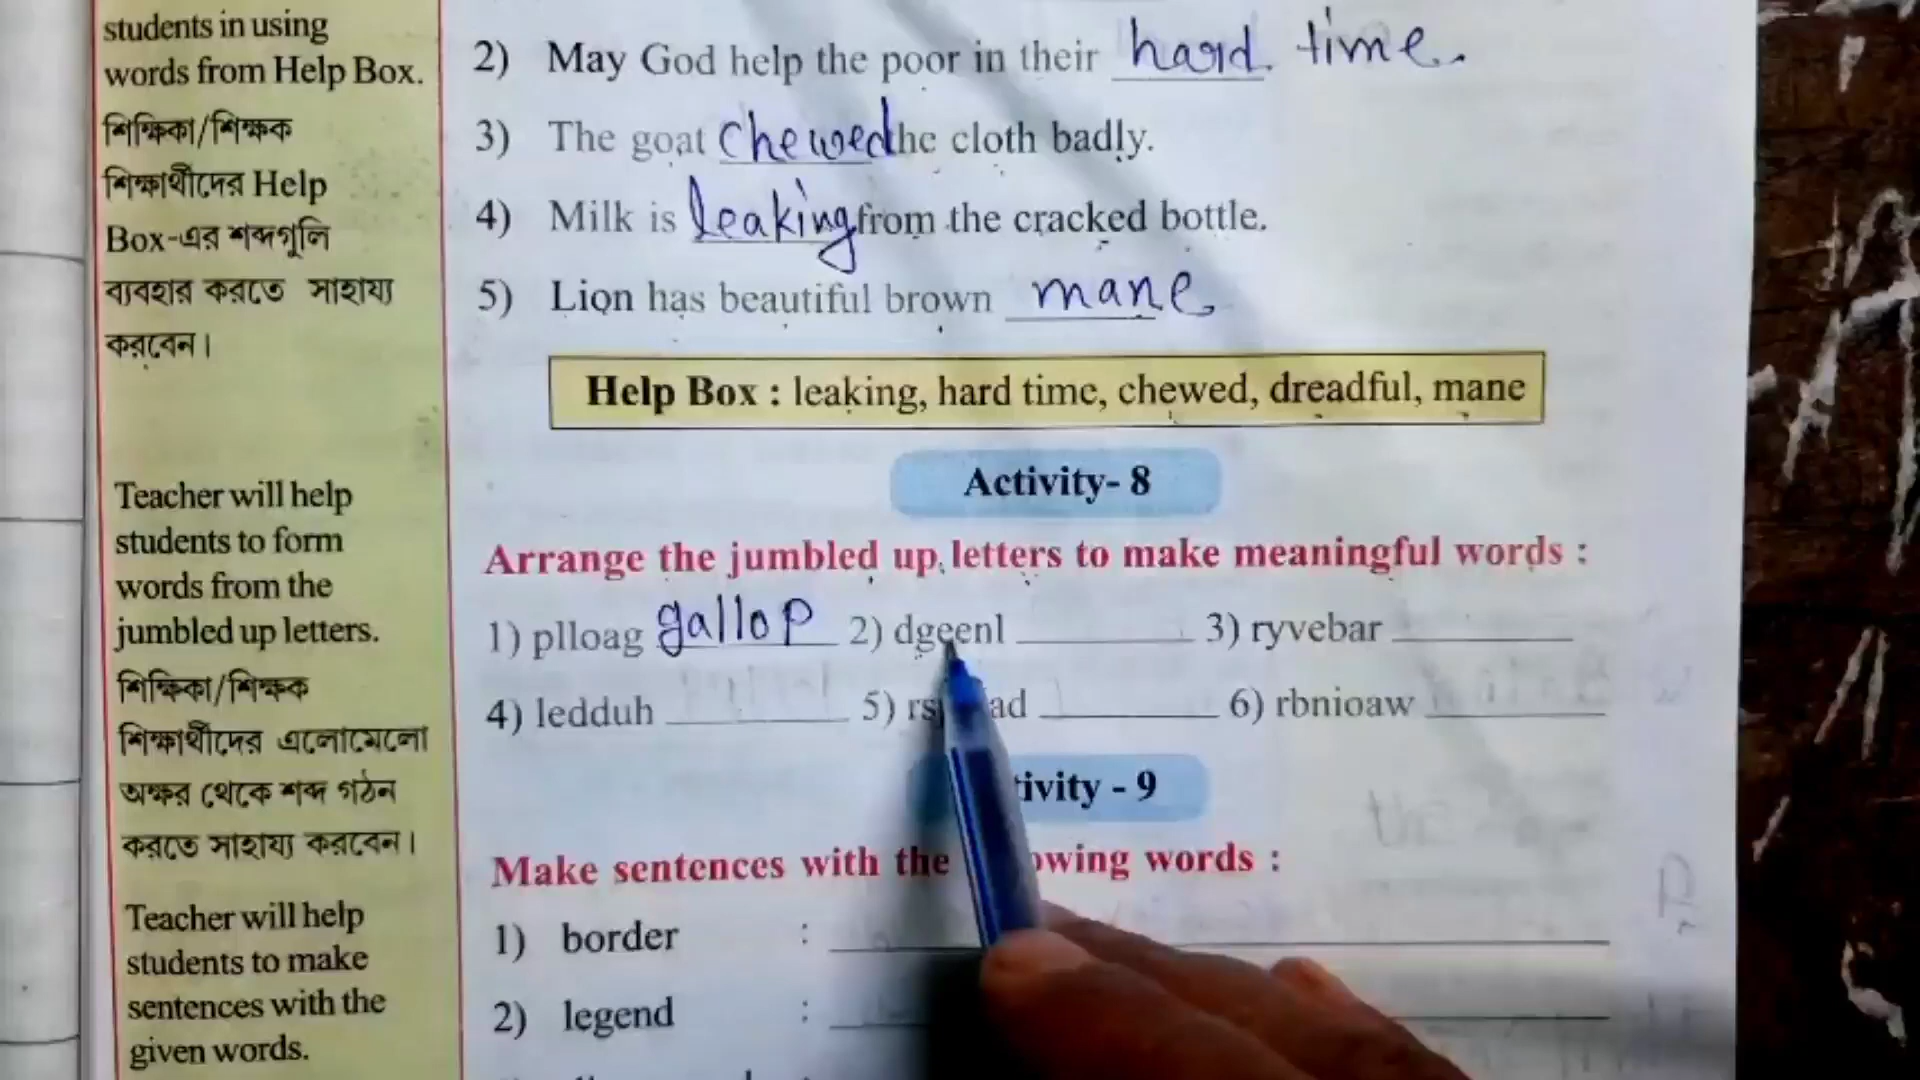 students in using
words from Help Box.
শিক্ষিকা/শিক্ষক
শিক্ষার্থীদের Help
Box-এর শব্দগুলি
ব্যবহার করতে সাহায্য
করবেন।
Teacher will help
students to form
words from the
jumbled up letters.
শিক্ষিকা/শিক্ষক
শিক্ষার্থীদের এলোমেলো
অক্ষর থেকে শব্দ গঠন
করতে সাহায্য করবেন।
Teacher will help
students to make
sentences with the
given words.
2) May God help the poor in their hard time.
3) The goat chewed the cloth badly.
4) Milk is leaking from the cracked bottle.
5) Lion has beautiful brown mane.
Help Box : leaking, hard time, chewed, dreadful, mane
Activity- 8
Arrange the jumbled up letters to make meaningful words :
1) plloag gallop 2) dgeenl 3) ryvebar
4) ledduh 5) 6) rbnioaw
- 9
Make sentences with the words :
1) border :
2) legend :